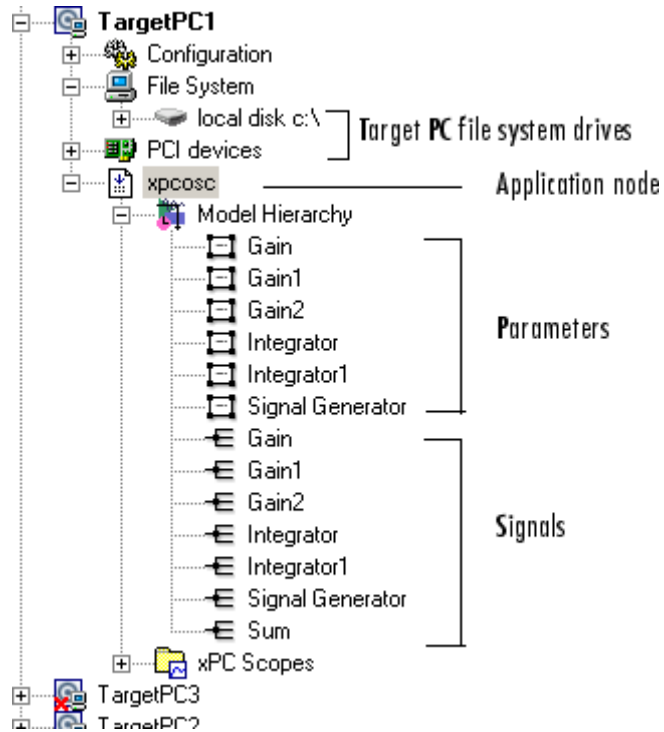 TargetPC1
Configuration
File System
local disk c:\
Target PC file system drives
PCI devices
xpcosc
Application node
Model Hierarchy
Gain
Gain1
Gain2
Integrator
Parameters
Integrator1
Signal Generator
Gain
Gain1
Gain2
Integrator
Signals
Integrator1
Signal Generator
Sum
xPC Scopes
TargetPC3
TargetPC2